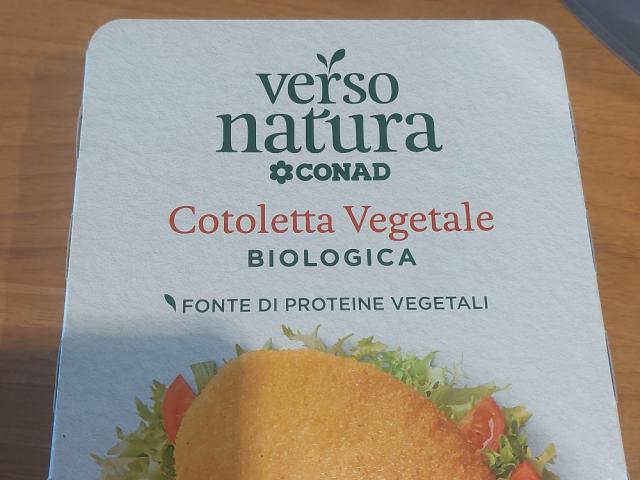 verso
natura
CONAD
Cotoletta Vegetale
BIOLOGICA
FONTE DI PROTEINE VEGETALI